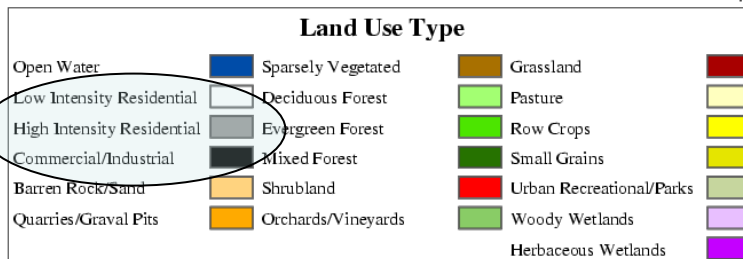 Land Use Type
Open Water Sparsely Vegetated Grassland
Low Intensity Residential Deciduous Forest Pasture
High Intensity Residential Evergreen Forest Row Crops
Commercial/Industrial Mixed Forest Small Grains
Barren Rock/Sand Shrubland Urban Recreational/Parks
Quarries/Graval Pits Orchards/Vineyards Woody Wetlands
Herbaceous Wetlands